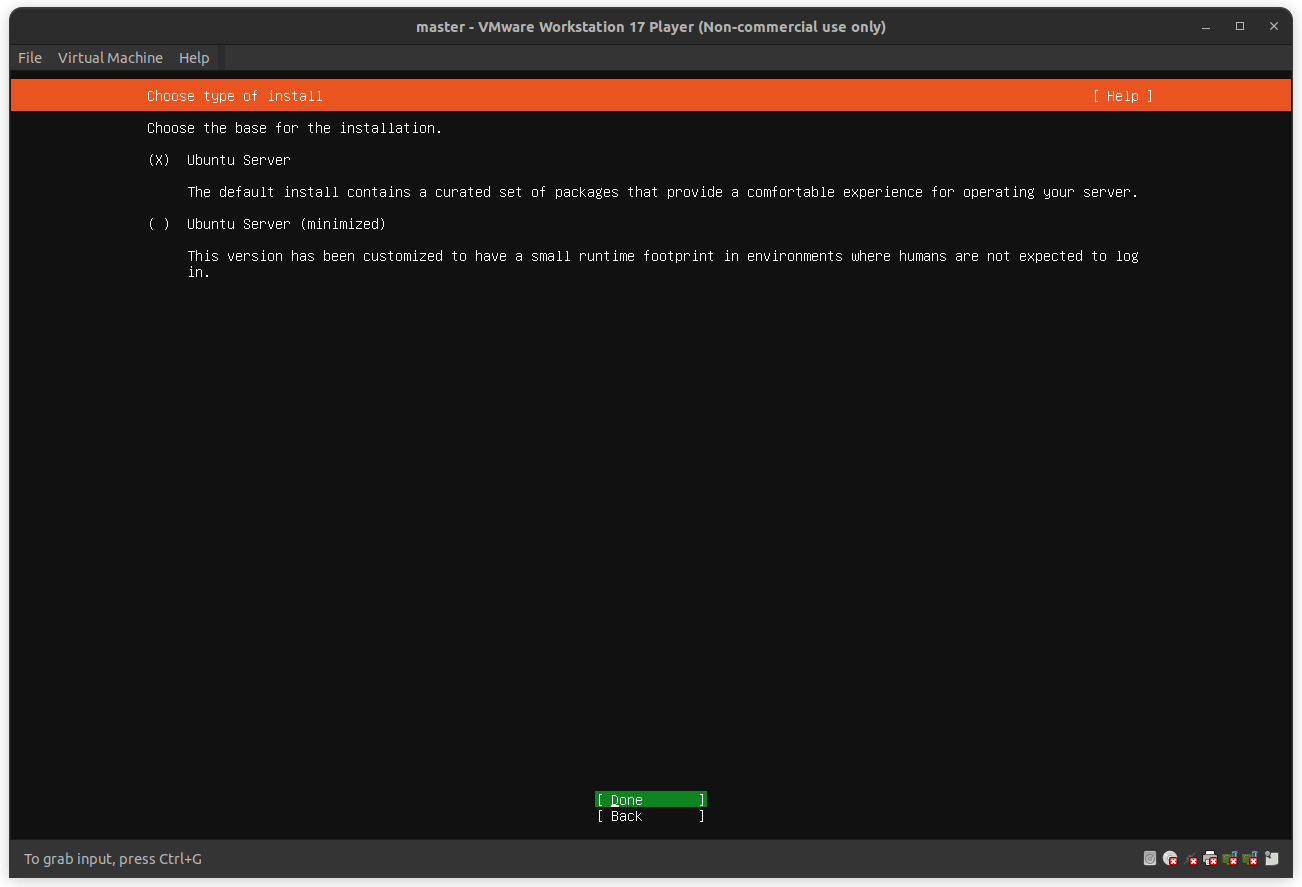 master - VMware Workstation 17 Player (Non-commercial use only)
File Virtual Machine Help
Choose type of install [ Help ]
Choose the base for the installation.
(X) Ubuntu Server
The default install contains a curated set of packages that provide a comfortable experience for operating your server.
( ) Ubuntu Server (minimized)
This version has been customized to have a small runtime footprint in environments where humans are not expected to log
in.
[ Done ]
[ Back ]
To grab input, press Ctrl+G